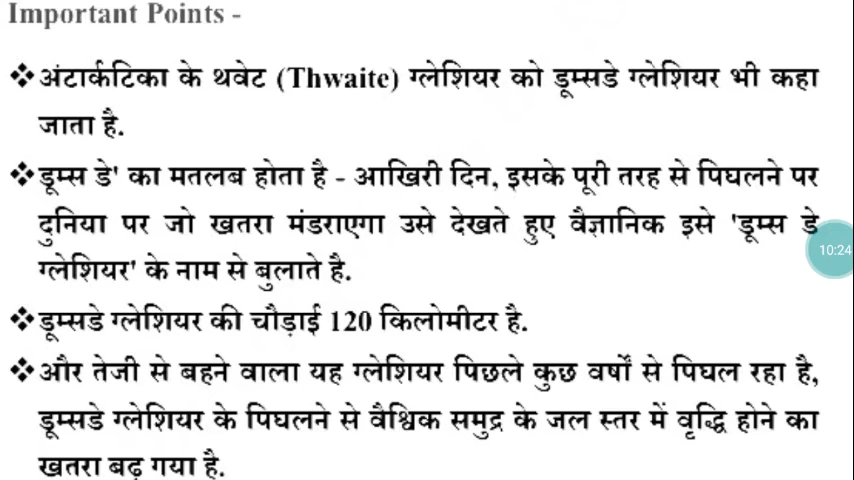 Important Points -
❖अंटार्कटिका के थवेट (Thwaite) ग्लेशियर को डूम्सडे ग्लेशियर भी कहा
जाता है.
❖डूम्स डे' का मतलब होता है - आखिरी दिन, इसके पूरी तरह से पिघलने पर
दुनिया पर जो खतरा मंडराएगा उसे देखते हुए वैज्ञानिक इसे 'डूम्स डे
ग्लेशियर' के नाम से बुलाते है.
10:24
❖डूम्सडे ग्लेशियर की चौड़ाई 120 किलोमीटर है.
❖और तेजी से बहने वाला यह ग्लेशियर पिछले कुछ वर्षों से पिघल रहा है,
डूम्सडे ग्लेशियर के पिघलने से वैश्विक समुद्र के जल स्तर में वृद्धि होने का
खतरा बढ़ गया है.